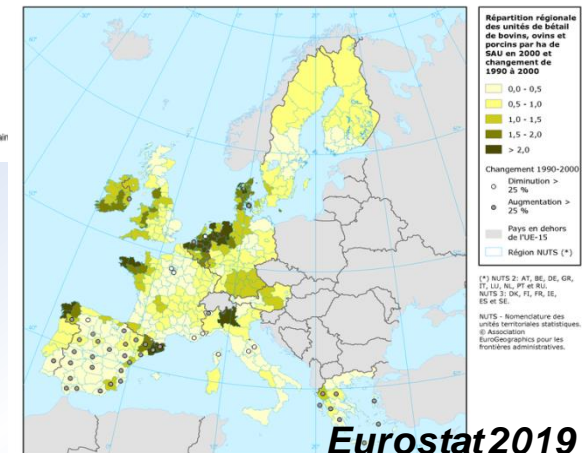 Répartition régionale
des unités de bétail
de bovins, ovins et
porcins par ha de
SAU en 2000 et
changement de
1990 à 2000
0,0 - 0,5
0,5 - 1,0
1,0 - 1,5
1,5 - 2,0
> 2,0
Changement 1990-2000
Diminution >
25 %
Augmentation >
25 %
Pays en dehors
de l'UE-15
Région NUTS (*)
(*) NUTS 2: AT, BE, DE, GR,
IT, LU, NL, PT et RU.
NUTS 3: DK, FI, FR, IE,
ES et SE.
NUTS - Nomenclature des
unités territoriales statistiques.
© Association
EuroGeographics pour les
frontières administratives.
Eurostat 2019